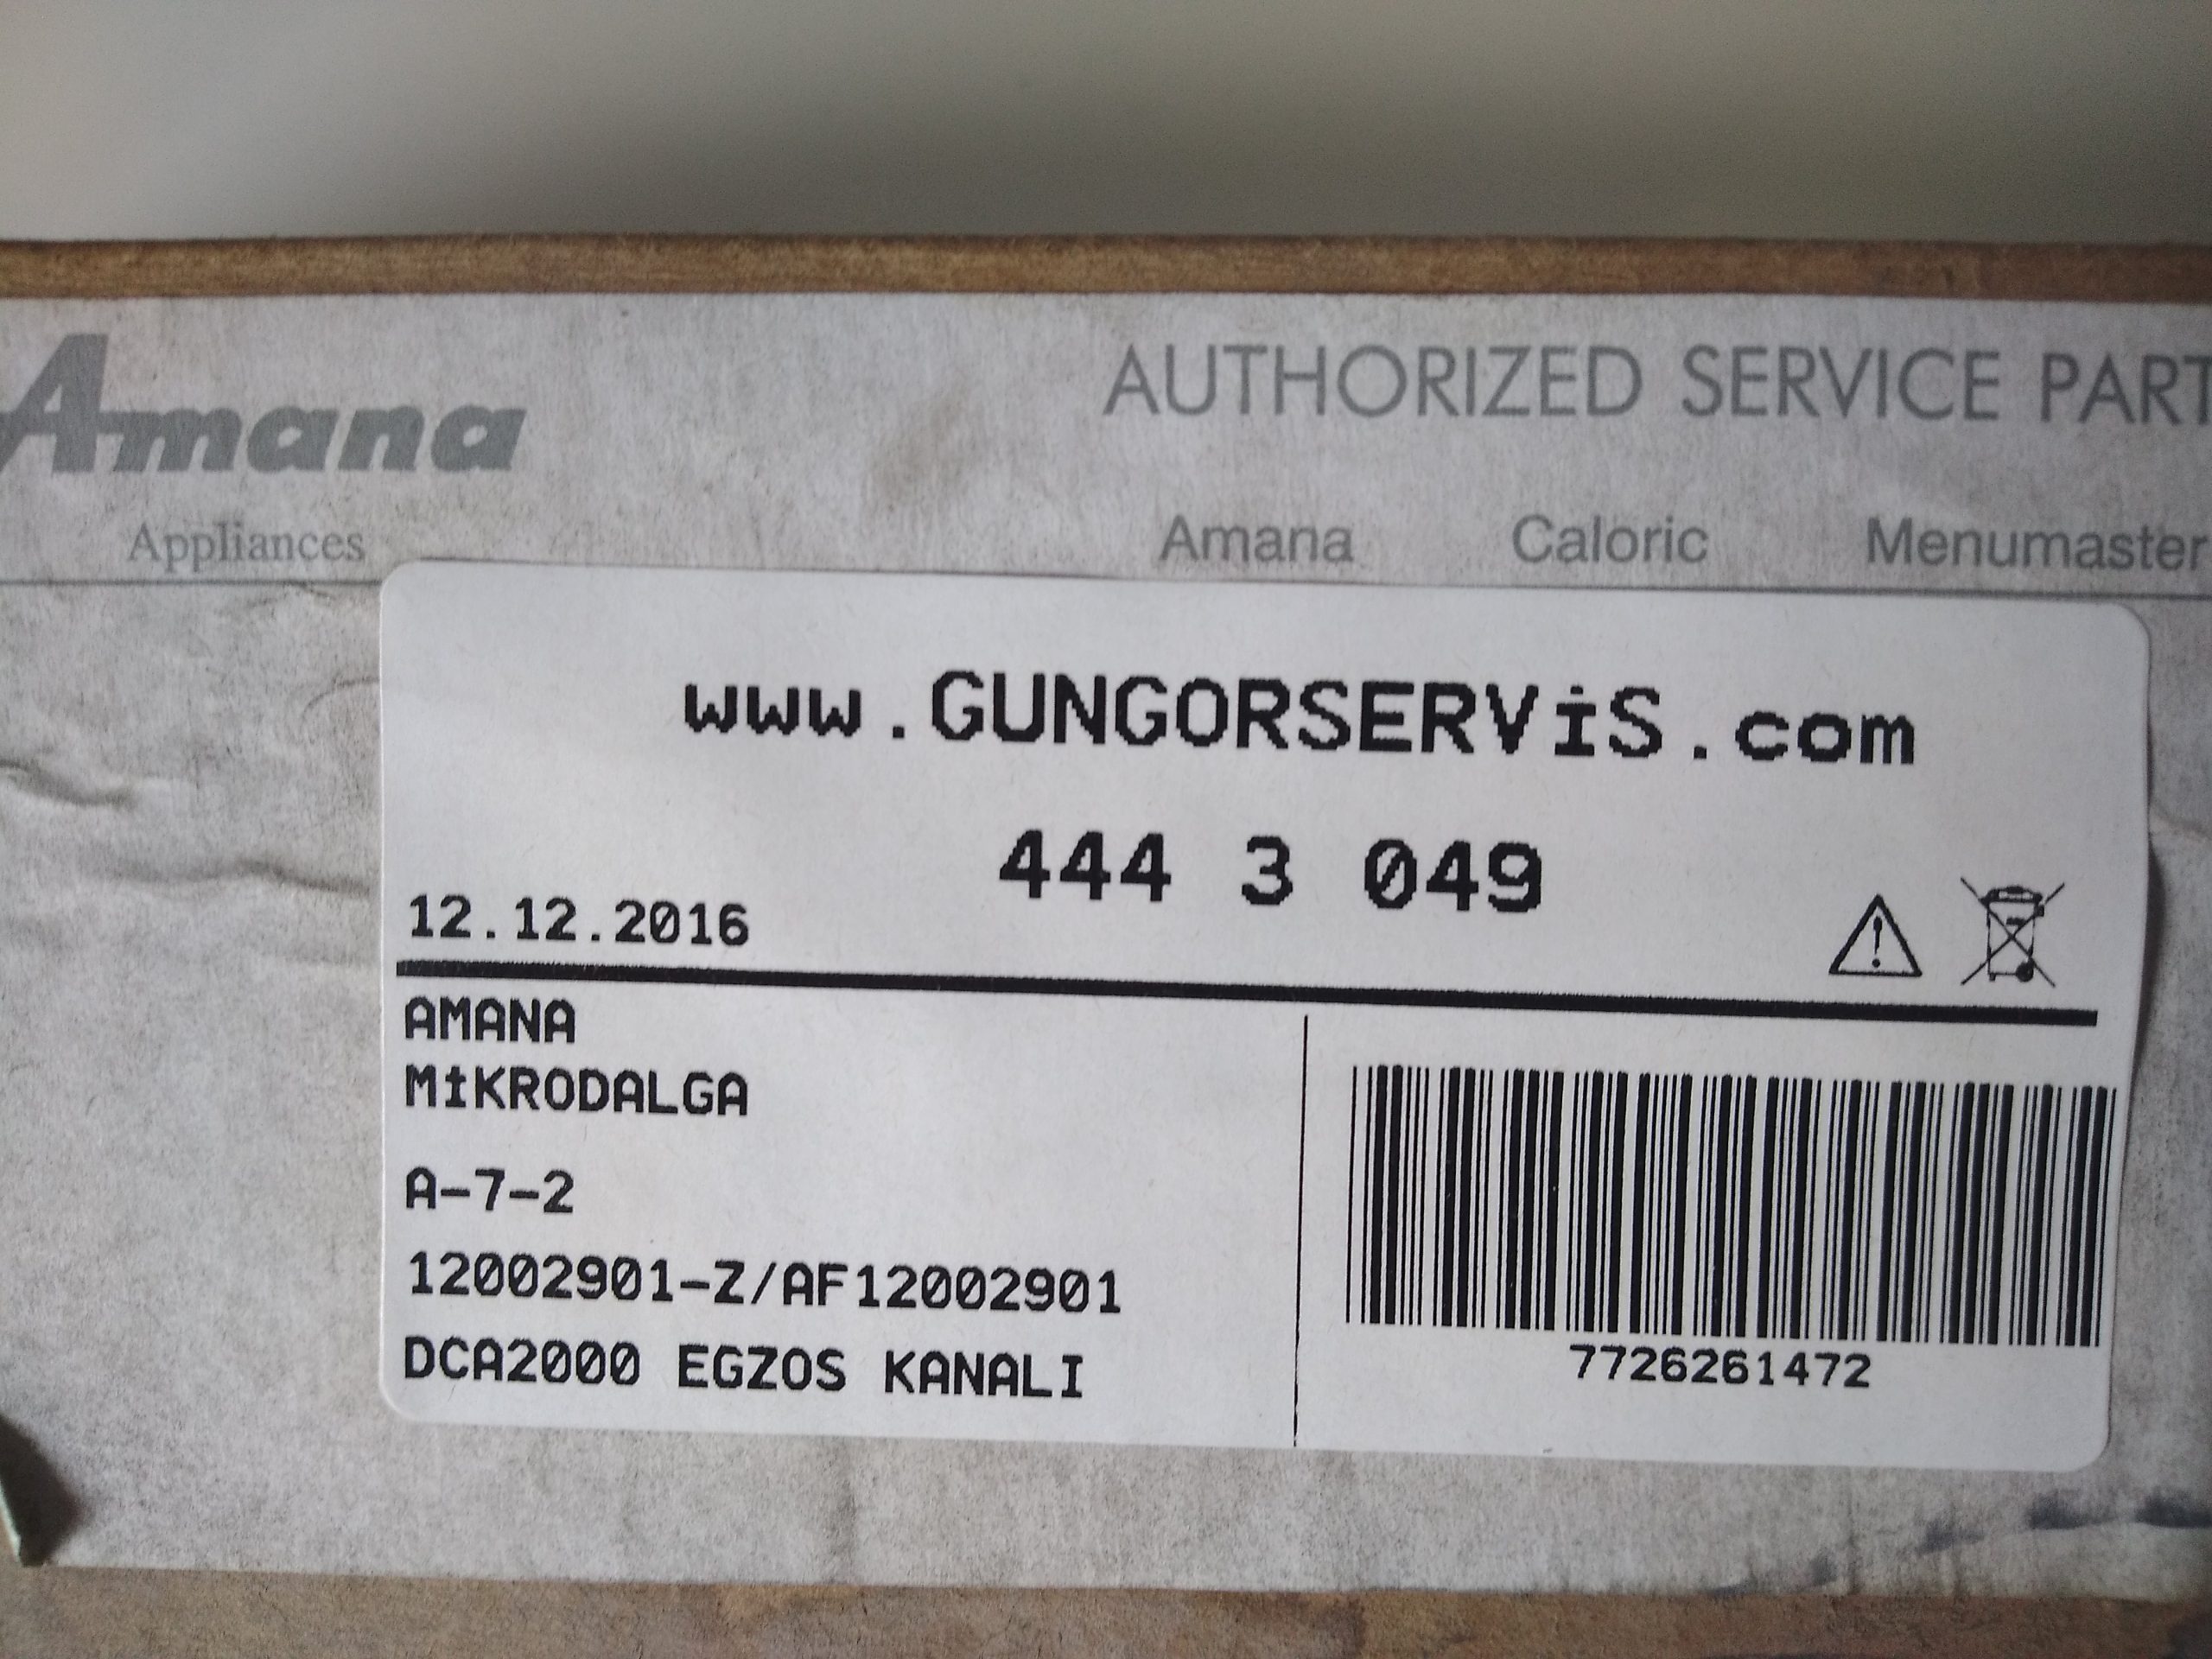 Amana
AUTHORIZED SERVICE PART
Appliances
Amana Caloric Menumaster
www.GUNGORSERViS.com
444 3 049
12.12.2016
AMANA
MİKRODALGA
A-7-2
12002901-Z/AF12002901
DCA2000 EGZOS KANALI
7726261472